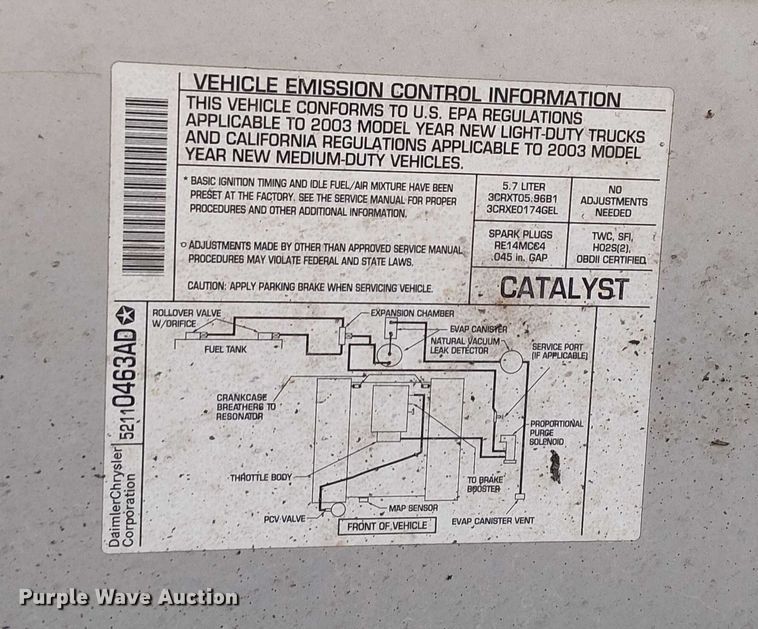 VEHICLE EMISSION CONTROL INFORMATION
THIS VEHICLE CONFORMS TO U.S. EPA REGULATIONS
APPLICABLE TO 2003 MODEL YEAR NEW LIGHT-DUTY TRUCKS
AND CALIFORNIA REGULATIONS APPLICABLE TO 2003 MODEL
YEAR NEW MEDIUM-DUTY VEHICLES.
* BASIC IGNITION TIMING AND IDLE FUEL/AIR MIXTURE HAVE BEEN
PRESET AT THE FACTORY. SEE THE SERVICE MANUAL FOR PROPER
PROCEDURES AND OTHER ADDITIONAL INFORMATION.
o ADJUSTMENTS MADE BY OTHER THAN APPROVED SERVICE MANUAL
PROCEDURES MAY VIOLATE FEDERAL AND STATE LAWS.
CAUTION: APPLY PARKING BRAKE WHEN SERVICING VEHICLE.
5.7 LITER
3CRXT05.96B1
3CRXE0174GEL
NO
ADJUSTMENTS
NEEDED
SPARK PLUGS
RE14MCC4
.045 in. GAP
TWC, SFI,
HO2S(2),
OBDII CERTIFIED
CATALYST
DaimlerChrysler
Corporation
52110463AD
ROLLOVER VALVE
W/ORIFICE
FUEL TANK
EXPANSION CHAMBER
EVAP CANISTER
NATURAL VACUUM
LEAK DETECTOR
SERVICE PORT
(IF APPLICABLE)
CRANKCASE
BREATHERS TO
RESONATOR
PROPORTIONAL
PURGE
SOLENOID
THROTTLE BODY
TO BRAKE
BOOSTER
PCV VALVE
MAP SENSOR
FRONT OF VEHICLE
EVAP CANISTER VENT
Purple Wave Auction